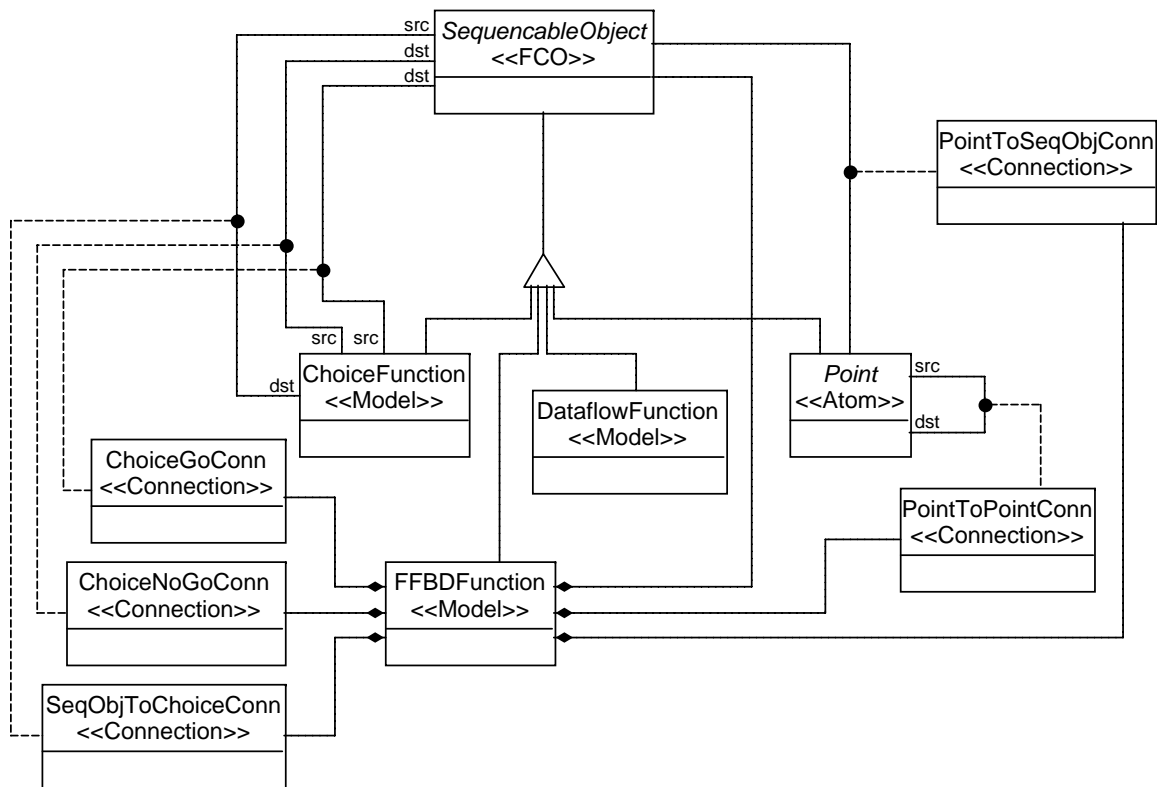 src
SequencableObject
<<FCO>>
dst
dst
PointToSeqObjConn
<<Connection>>
src
src
dst
ChoiceFunction
<<Model>>
DataflowFunction
<<Model>>
Point
<<Atom>>
src
dst
ChoiceGoConn
<<Connection>>
PointToPointConn
<<Connection>>
ChoiceNoGoConn
<<Connection>>
FFBDFunction
<<Model>>
SeqObjToChoiceConn
<<Connection>>